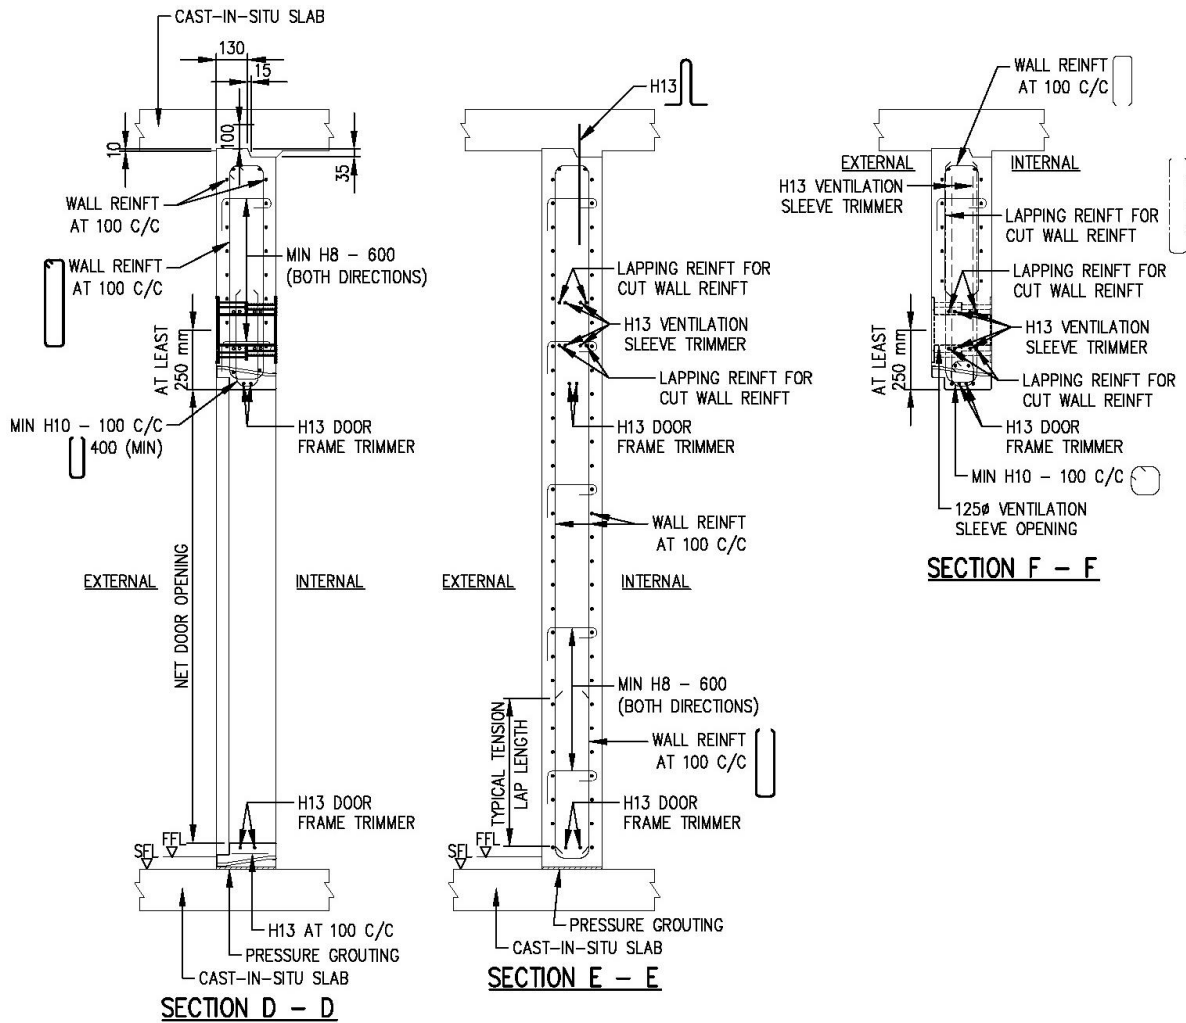 CAST-IN-SITU SLAB
130
15
100
10
35
WALL REINFT
AT 100 C/C
WALL REINFT
AT 100 C/C
MIN H8 - 600
(BOTH DIRECTIONS)
AT LEAST
250 mm
MIN H10 - 100 C/C
400 (MIN)
H13 DOOR
FRAME TRIMMER
NET DOOR OPENING
EXTERNAL
INTERNAL
H13 DOOR
FRAME TRIMMER
SFL
FFL
H13 AT 100 C/C
PRESSURE GROUTING
CAST-IN-SITU SLAB
SECTION D - D
H13
LAPPING REINFT FOR
CUT WALL REINFT
H13 VENTILATION
SLEEVE TRIMMER
LAPPING REINFT FOR
CUT WALL REINFT
H13 DOOR
FRAME TRIMMER
WALL REINFT
AT 100 C/C
EXTERNAL
INTERNAL
MIN H8 - 600
(BOTH DIRECTIONS)
WALL REINFT
AT 100 C/C
TYPICAL TENSION
LAP LENGTH
H13 DOOR
FRAME TRIMMER
SFL
FFL
PRESSURE GROUTING
CAST-IN-SITU SLAB
SECTION E - E
WALL REINFT
AT 100 C/C
EXTERNAL
INTERNAL
H13 VENTILATION
SLEEVE TRIMMER
LAPPING REINFT FOR
CUT WALL REINFT
LAPPING REINFT FOR
CUT WALL REINFT
H13 VENTILATION
SLEEVE TRIMMER
AT LEAST
250 mm
LAPPING REINFT FOR
CUT WALL REINFT
H13 DOOR
FRAME TRIMMER
MIN H10 - 100 C/C
125ø VENTILATION
SLEEVE OPENING
SECTION F - F